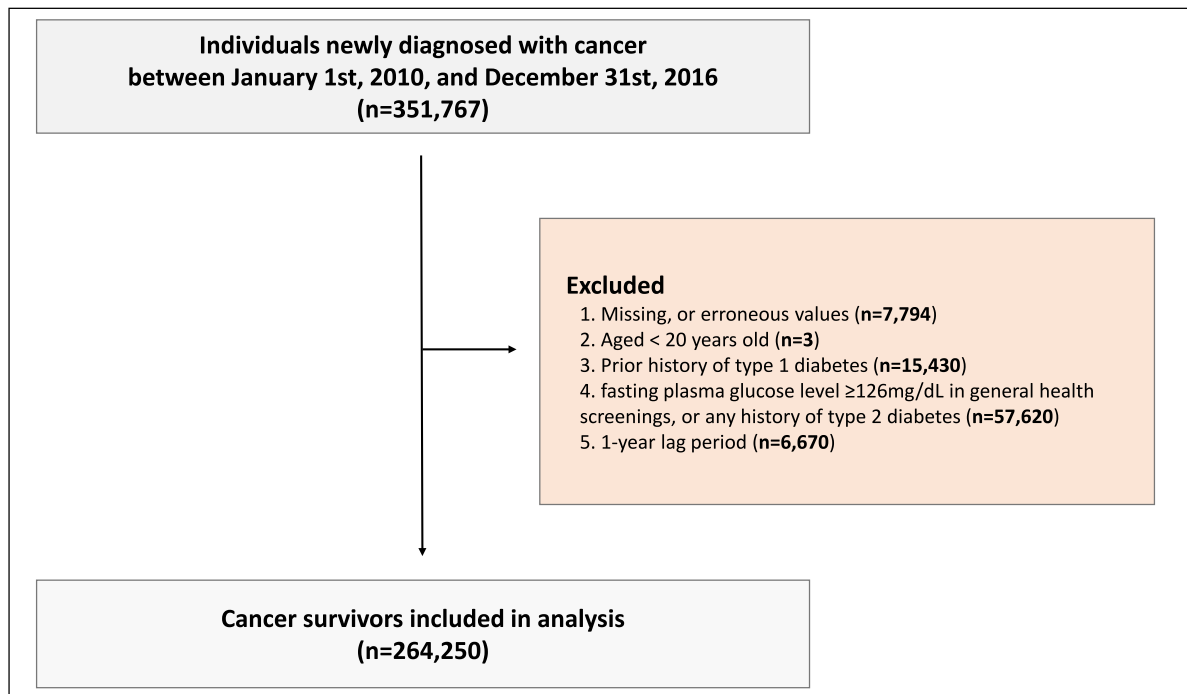 Individuals newly diagnosed with cancer
between January 1st, 2010, and December 31st, 2016
(n=351,767)
Excluded
1. Missing, or erroneous values (n=7,794)
2. Aged < 20 years old (n=3)
3. Prior history of type 1 diabetes (n=15,430)
4. fasting plasma glucose level ≥126mg/dL in general health
screenings, or any history of type 2 diabetes (n=57,620)
5. 1-year lag period (n=6,670)
Cancer survivors included in analysis
(n=264,250)